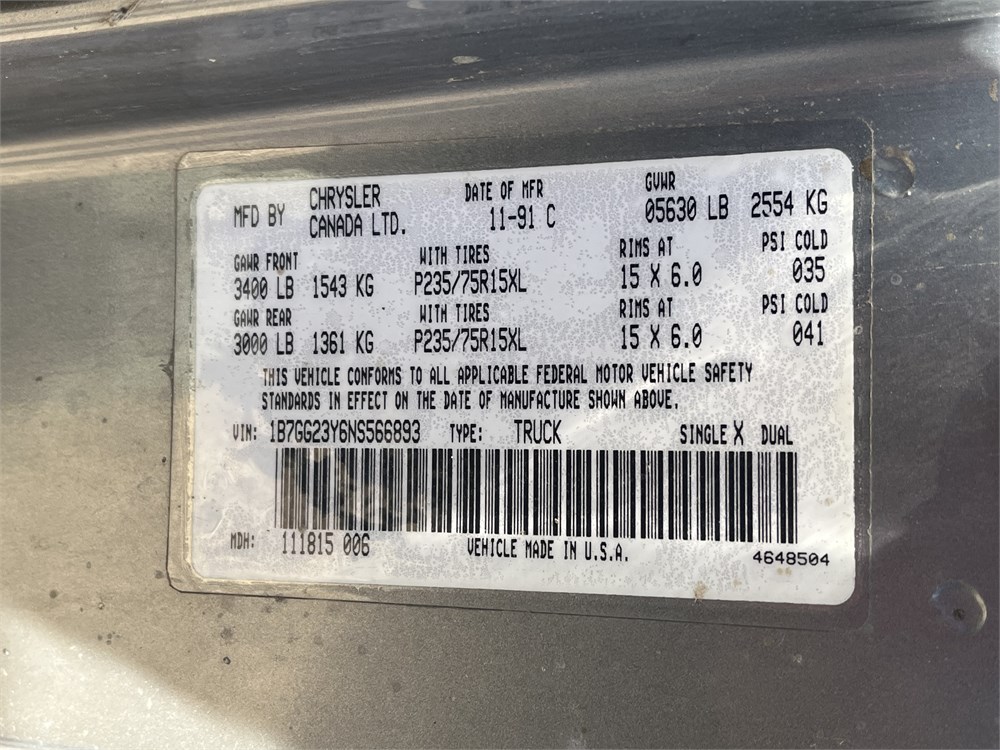 MFD BY CHRYSLER CANADA LTD. DATE OF MFR 11-91 C GVWR 05630 LB 2554 KG
GAWR FRONT WITH TIRES RIMS AT PSI COLD
3400 LB 1543 KG P235/75R15XL 15 X 6.0 035
GAWR REAR WITH TIRES RIMS AT PSI COLD
3000 LB 1361 KG P235/75R15XL 15 X 6.0 041
THIS VEHICLE CONFORMS TO ALL APPLICABLE FEDERAL MOTOR VEHICLE SAFETY
STANDARDS IN EFFECT ON THE DATE OF MANUFACTURE SHOWN ABOVE.
VIN: 1B7GG23Y6NS566893 TYPE: TRUCK SINGLE X DUAL
MDH: 111815 006 VEHICLE MADE IN U.S.A. 4648504